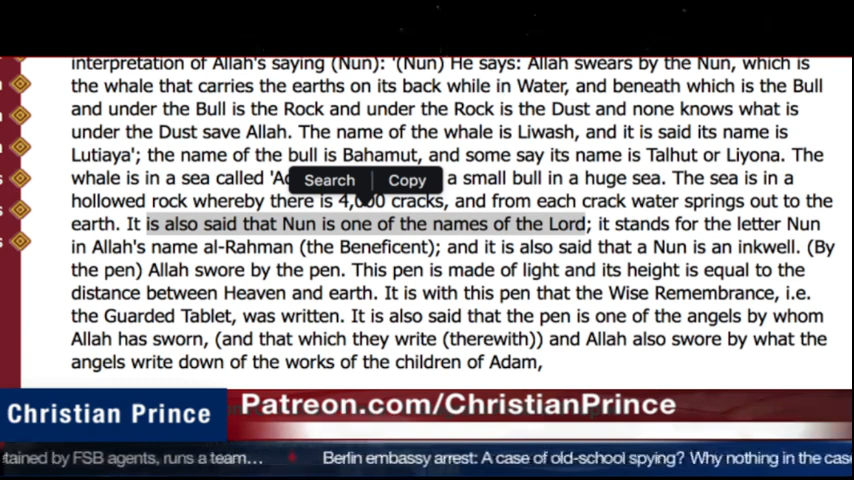 interpretation of Allah's saying (Nun): '(Nun) He says: Allah swears by the Nun, which is
the whale that carries the earths on its back while in Water, and beneath which is the Bull
and under the Bull is the Rock and under the Rock is the Dust and none knows what is
under the Dust save Allah. The name of the whale is Liwash, and it is said its name is
Lutiaya'; the name of the bull is Bahamut, and some say its name is Talhut or Liyona. The
whale is in a sea called a small bull in a huge sea. The sea is in a
Search Copy
hollowed rock whereby there is 4,000 cracks, and from each crack water springs out to the
earth. It is also said that Nun is one of the names of the Lord; it stands for the letter Nun
in Allah's name al-Rahman (the Beneficent); and it is also said that a Nun is an inkwell. (By
the pen) Allah swore by the pen. This pen is made of light and its height is equal to the
distance between Heaven and earth. It is with this pen that the Wise Remembrance, i.e.
the Guarded Tablet, was written. It is also said that the pen is one of the angels by whom
Allah has sworn, (and that which they write (therewith)) and Allah also swore by what the
angels write down of the works of the children of Adam,
Christian Prince
Patreon.com/ChristianPrince
tained by FSB agents, runs a team… Berlin embassy arrest: A case of old-school spying? Why nothing in the case